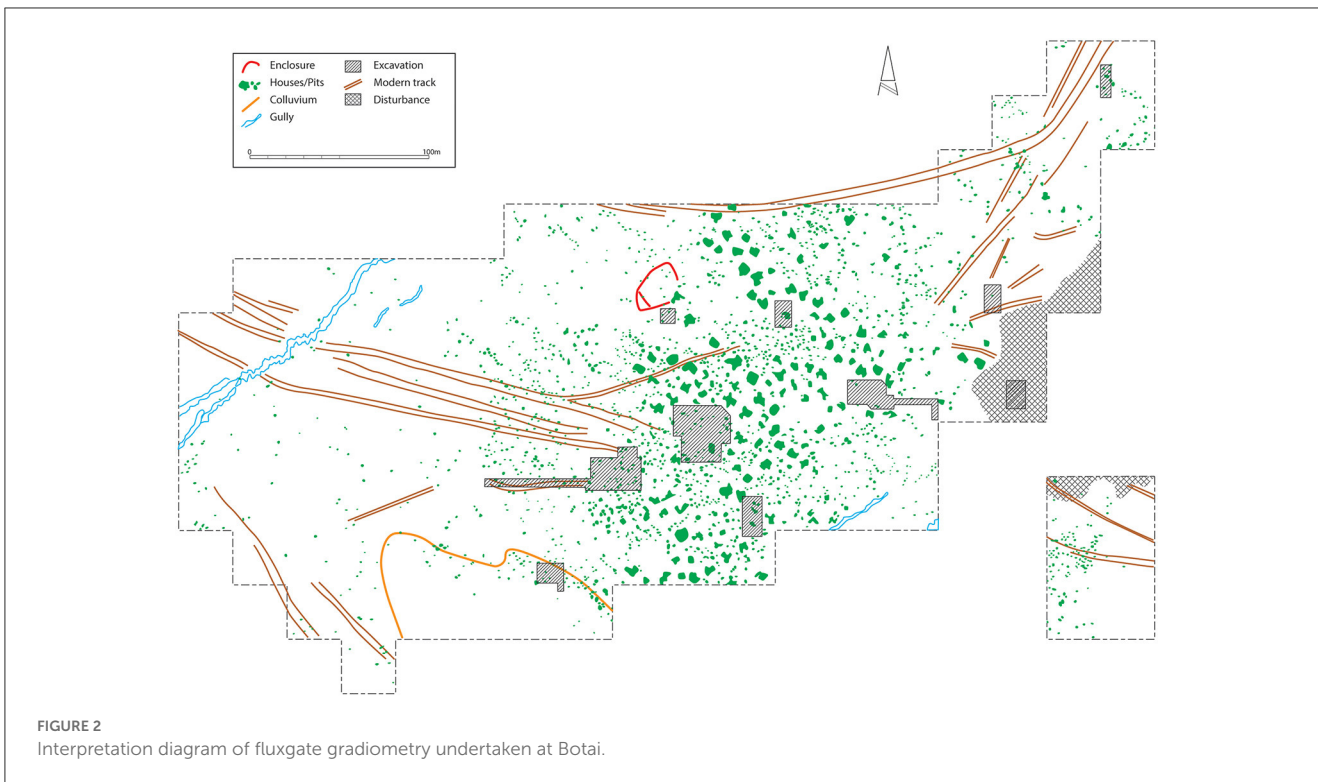 Enclosure
Houses/Pits
Colluvium
Gully
Excavation
Modern track
Disturbance
0 100m
FIGURE 2
Interpretation diagram of fluxgate gradiometry undertaken at Botai.